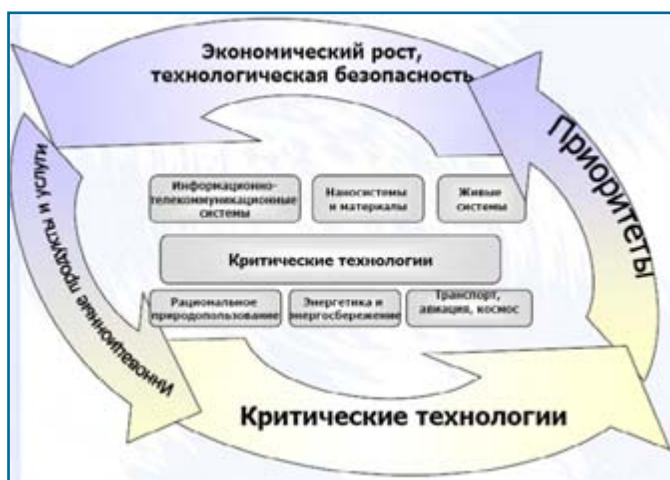 Экономический рост,
технологическая безопасность
Приоритеты
Инновационные продукты и услуги
Информационно-
телекоммуникационные
системы
Наносистемы
и материалы
Живые
системы
Критические технологии
Рациональное
природопользование
Энергетика и
энергосбережение
Транспорт,
авиация, космос
Критические технологии